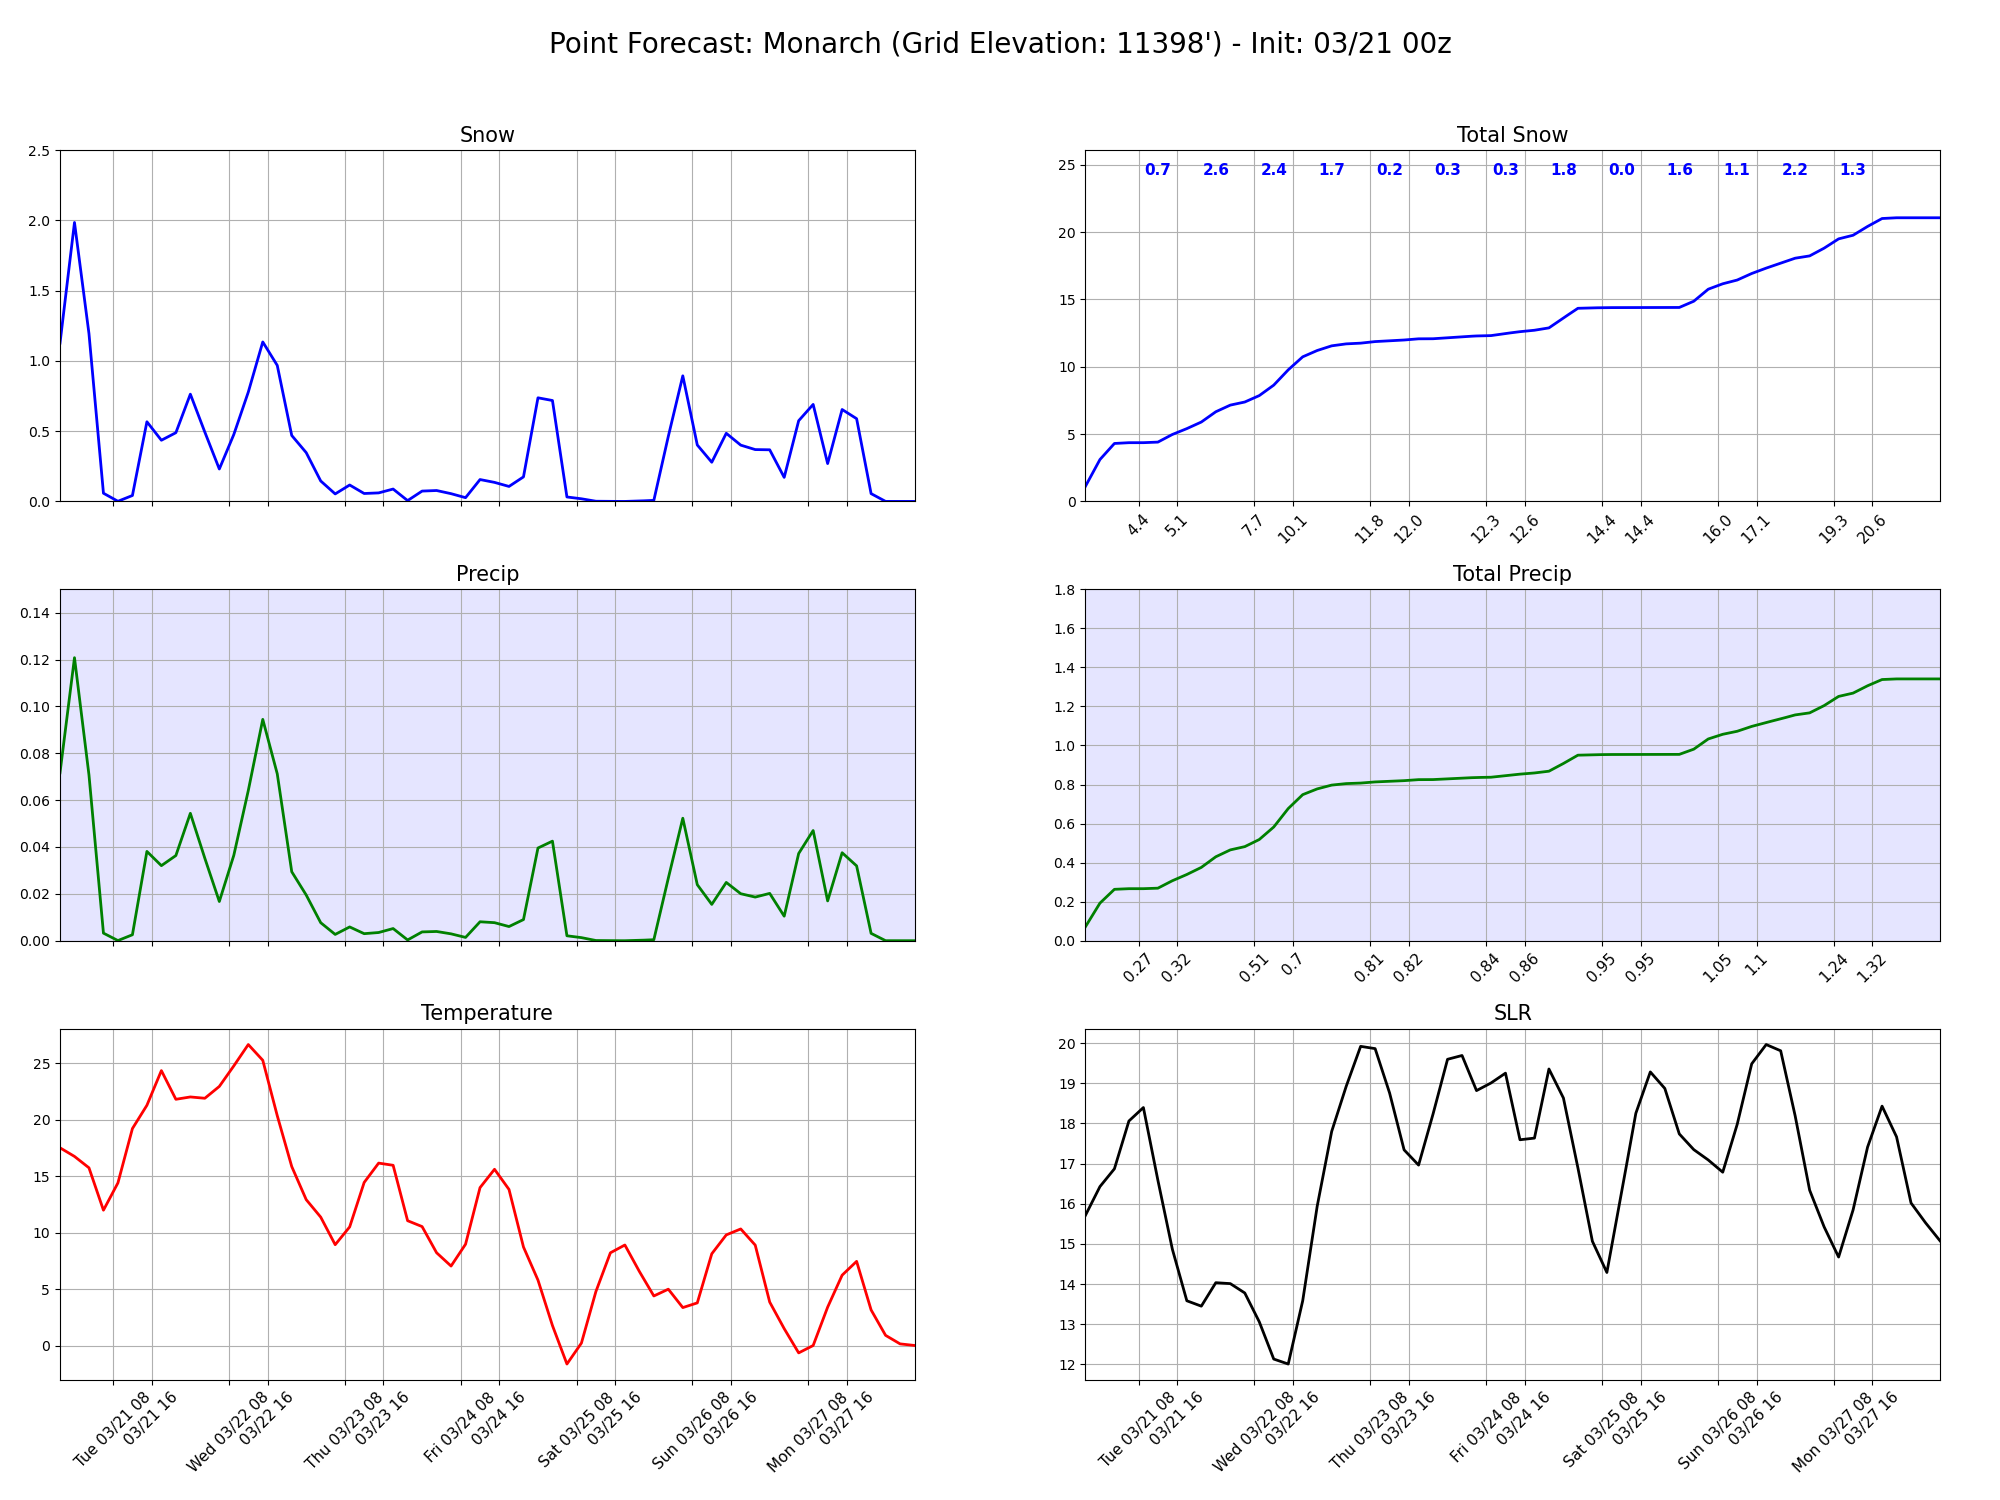 Point Forecast: Monarch (Grid Elevation: 11398') - Init: 03/21 00z
Snow
2.5
2.0
1.5
1.0
0.5
0.0
Total Snow
0.7 2.6 2.4 1.7 0.2 0.3 0.3 1.8 0.0 1.6 1.1 2.2 1.3
25
20
15
10
5
0
4.4 5.1 7.7 10.1 11.8 12.0 12.3 12.6 14.4 14.4 16.0 17.1 19.3 20.6
Precip
0.14
0.12
0.10
0.08
0.06
0.04
0.02
0.00
Total Precip
1.8
1.6
1.4
1.2
1.0
0.8
0.6
0.4
0.2
0.0
0.27 0.32 0.51 0.7 0.81 0.82 0.84 0.86 0.95 0.95 1.05 1.1 1.24 1.32
Temperature
25
20
15
10
5
0
Tue 03/21 08
03/21 16
Wed 03/22 08
03/22 16
Thu 03/23 08
03/23 16
Fri 03/24 08
03/24 16
Sat 03/25 08
03/25 16
Sun 03/26 08
03/26 16
Mon 03/27 08
03/27 16
SLR
20
19
18
17
16
15
14
13
12
Tue 03/21 08
03/21 16
Wed 03/22 08
03/22 16
Thu 03/23 08
03/23 16
Fri 03/24 08
03/24 16
Sat 03/25 08
03/25 16
Sun 03/26 08
03/26 16
Mon 03/27 08
03/27 16